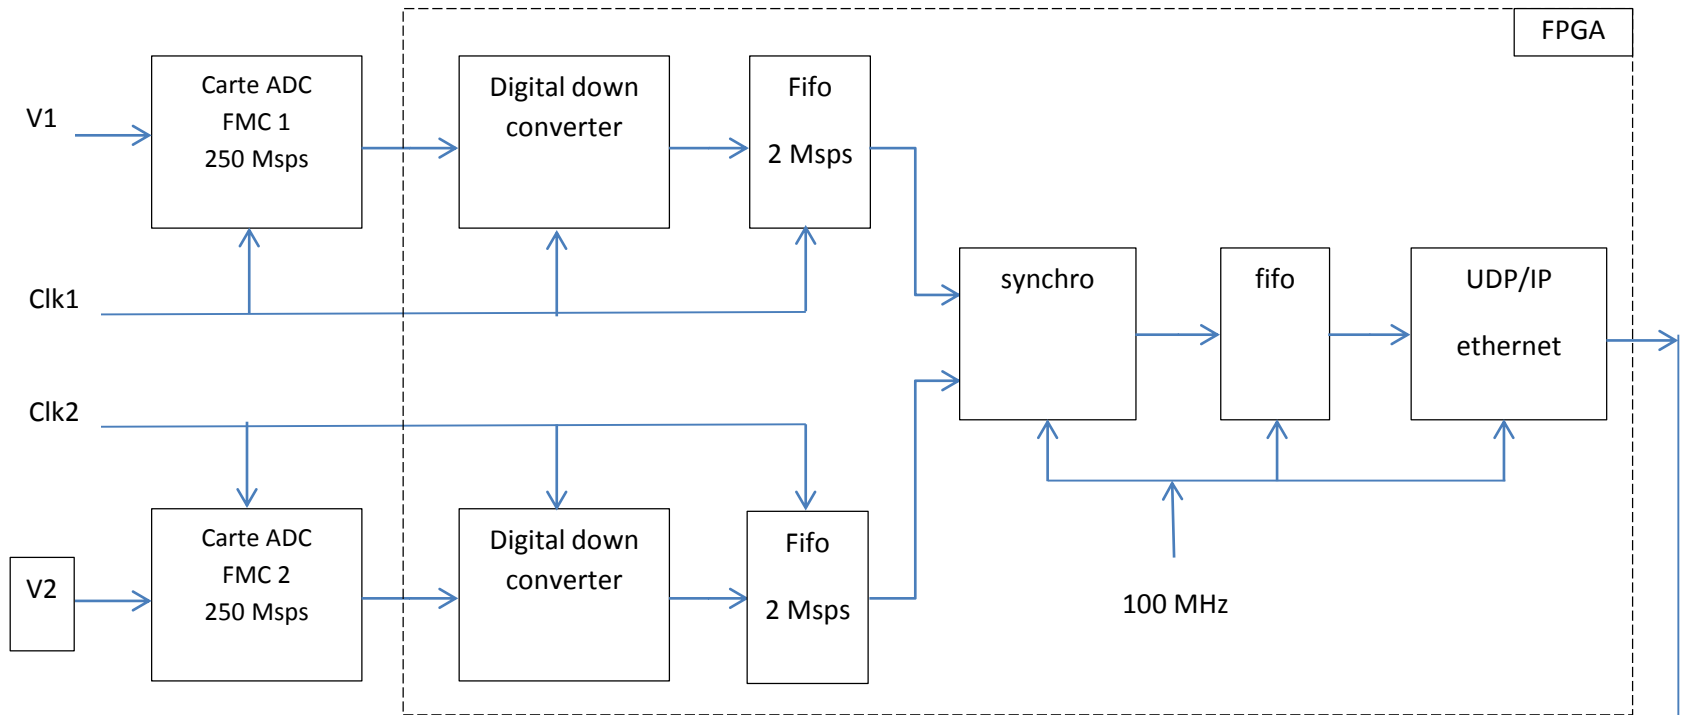 FPGA
V1
Carte ADC
FMC 1
250 Msps
Digital down
converter
Fifo
2 Msps
Clk1
synchro
fifo
UDP/IP
ethernet
Clk2
V2
Carte ADC
FMC 2
250 Msps
Digital down
converter
Fifo
2 Msps
100 MHz